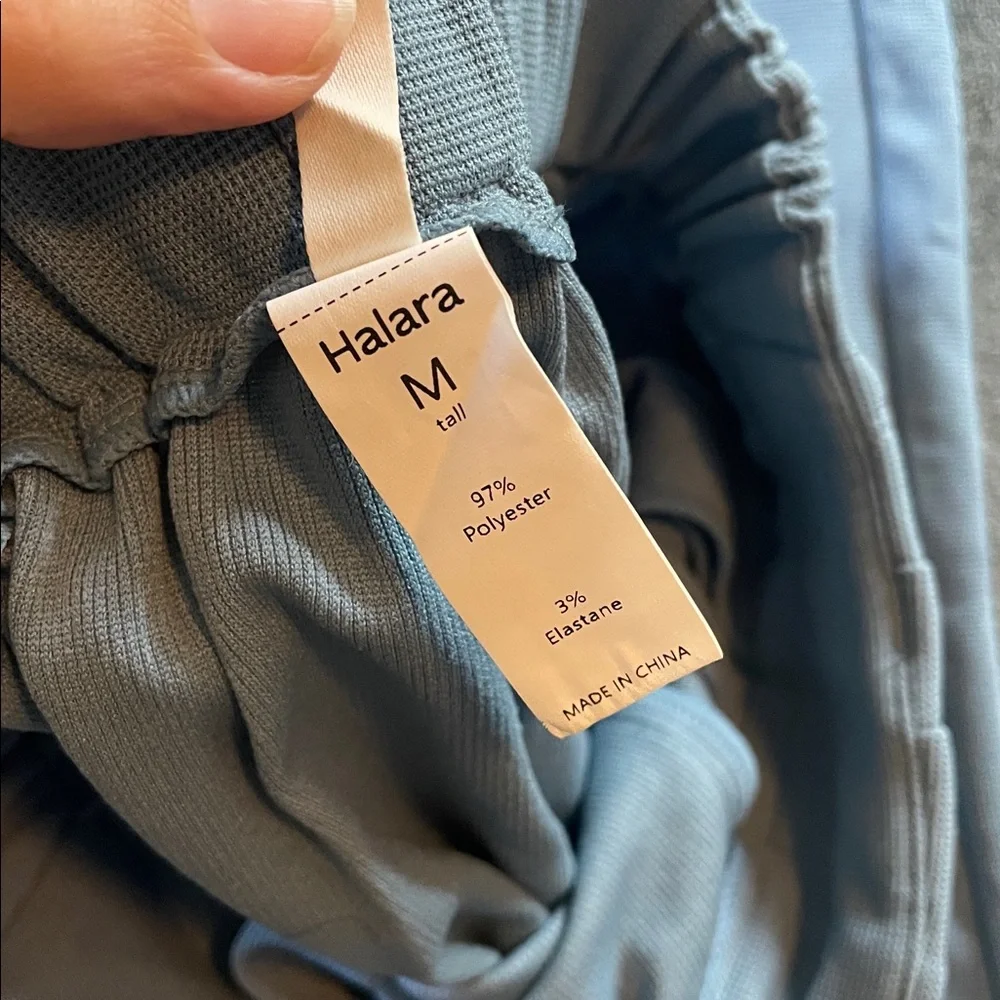 Halara
M
tall
97%
Polyester
3%
Elastane
MADE IN CHINA